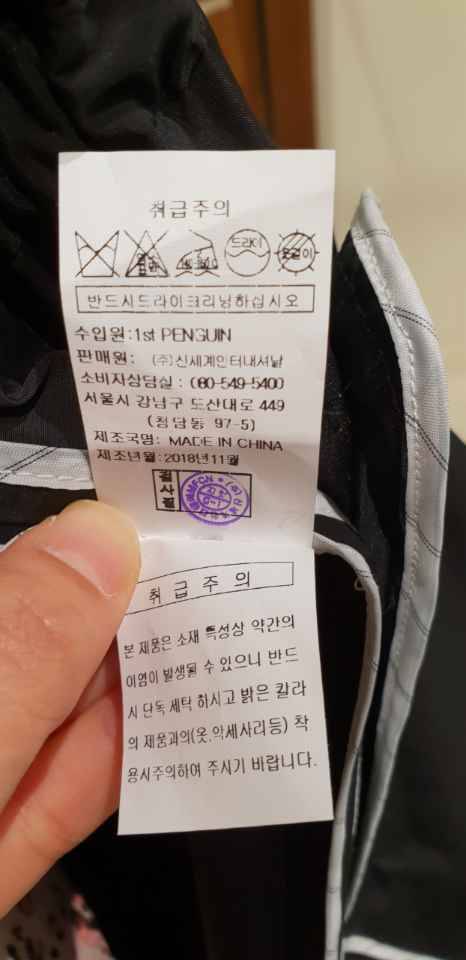 취급주의
드라이
반드시드라이크리닝하십시오
수입원:1st PENGUIN
판매원: (주)신세계인터내셔날
소비자상담실 : 080-549-5400
서울시 강남구 도산대로 449
(청담동 97-5)
제조국명: MADE IN CHINA
제조년월:2018년11월
검사필
취급주의
본 제품은 소재 특성상 약간의
이염이 발생될 수 있으니 반드
시 단독 세탁 하시고 밝은 칼라
의 제품과의(옷,악세사리등) 착
용시주의하여 주시기 바랍니다.